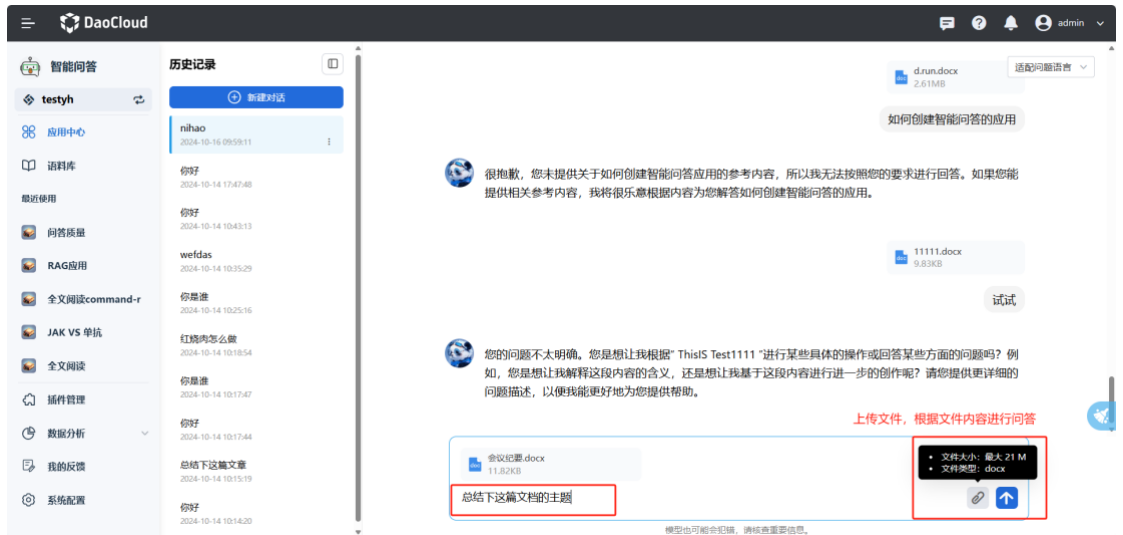 DaoCloud
admin
智能问答
testyh
应用中心
语料库
最近使用
问答质量
RAG应用
全文阅读command-r
JAK VS 单抗
全文阅读
插件管理
数据分析
我的反馈
系统配置
历史记录
新建对话
nihao
2024-10-16 09:59:11
你好
2024-10-14 17:47:48
你好
2024-10-14 10:43:13
wefdas
2024-10-14 10:35:29
你是谁
2024-10-14 10:25:16
红烧肉怎么做
2024-10-14 10:18:54
你是谁
2024-10-14 10:17:47
你好
2024-10-14 10:17:44
总结下这篇文章
2024-10-14 10:15:19
你好
2024-10-14 10:14:20
适配问题语言
d.run.docx
2.61MB
如何创建智能问答的应用
很抱歉，您未提供关于如何创建智能问答应用的参考内容，所以我无法按照您的要求进行回答。如果您能
提供相关参考内容，我将很乐意根据内容为您解答如何创建智能问答的应用。
11111.docx
9.83KB
试试
您的问题不太明确。您是想让我根据" ThisIS Test1111 "进行某些具体的操作或回答某些方面的问题吗？例
如，您是想让我解释这段内容的含义，还是想让我基于这段内容进行进一步的创作呢？请您提供更详细的
问题描述，以便我能更好地为您提供帮助。
上传文件，根据文件内容进行问答
会议纪要.docx
11.82KB
总结下这篇文档的主题
• 文件大小：最大 21 M
• 文件类型：docx
模型也可能会犯错，请核查重要信息。